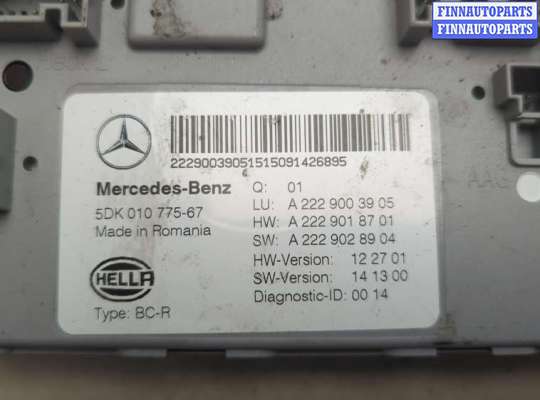 FINNAUTOPARTS
FINNAUTOPARTS
22290039051515091426895
Mercedes-Benz
5DK 010 775-67
Made in Romania
HELLA
Type: BC-R
Q: 01
LU: A 222 900 39 05
HW: A 222 901 87 01
SW: A 222 902 89 04
HW-Version: 12 27 01
SW-Version: 14 13 00
Diagnostic-ID: 00 14